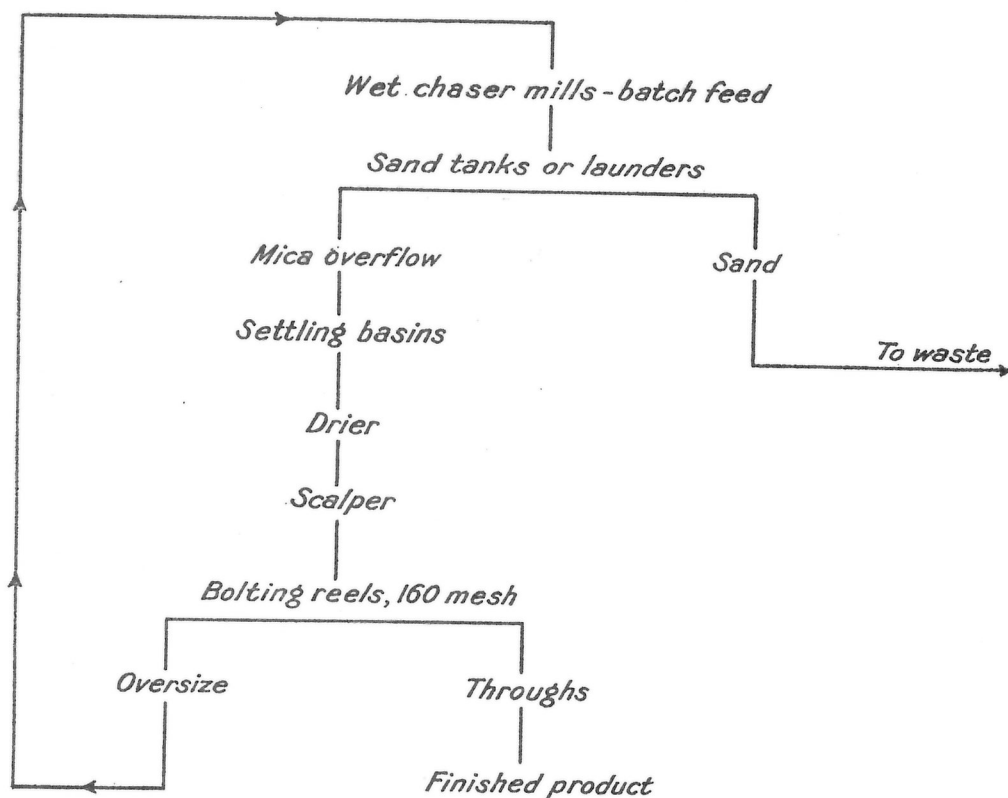 Wet chaser mills - batch feed
Sand tanks or launders
Mica overflow
Sand
Settling basins
To waste
Drier
Scalper
Bolting reels, 160 mesh
Oversize
Throughs
Finished product